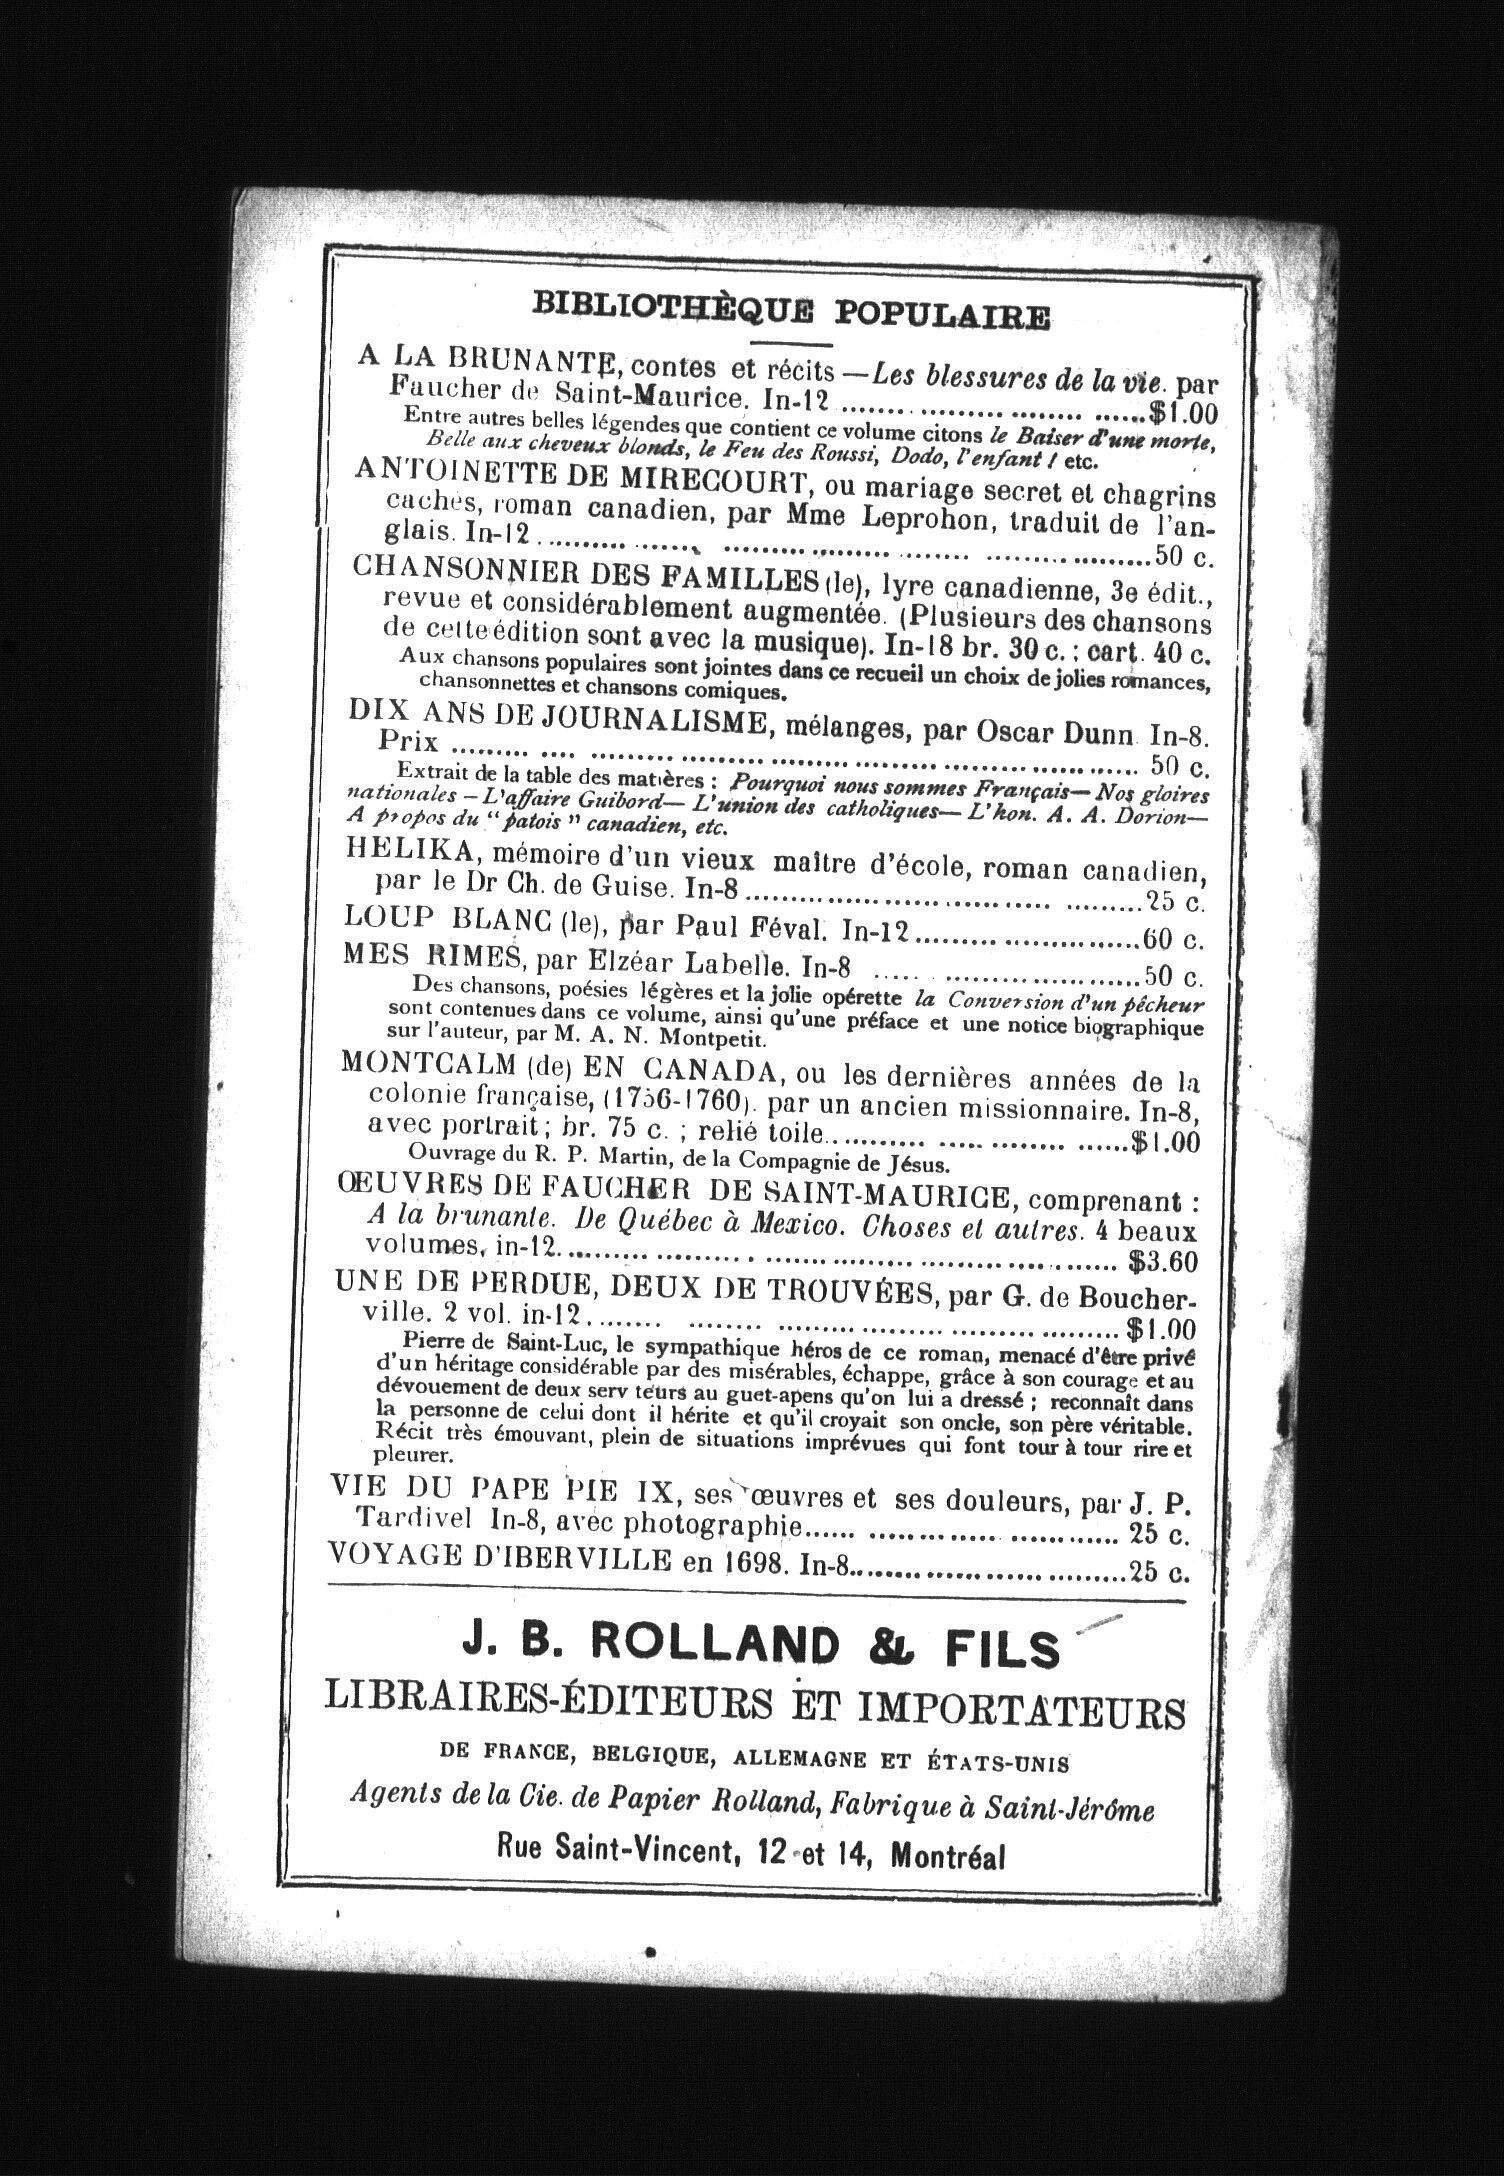 BIBLIOTHÈQUE POPULAIRE
A LA BRUNANTE, contes et récits —Les blessures de la vie. par
Faucher de Saint-Maurice. In-12 ........ ......... ........ ......$1.00
Entre autres belles légendes que contient ce volume citons le Baiser d'une morte,
Belle aux cheveux blonds, le Feu des Roussi, Dodo, l'enfant ! etc.
ANTOINETTE DE MIRECOURT, ou mariage secret et chagrins
cachés, roman canadien, par Mme Leprohon, traduit de l'an-
glais. In-12 .......... ....... ......... ......... ........ ......... .........50 c.
CHANSONNIER DES FAMILLES (le), lyre canadienne, 3e édit.,
revue et considérablement augmentée. (Plusieurs des chansons
de cette édition sont avec la musique). In-18 br. 30 c. ; cart. 40 c.
Aux chansons populaires sont jointes dans ce recueil un choix de jolies romances,
chansonnettes et chansons comiques.
DIX ANS DE JOURNALISME, mélanges, par Oscar Dunn. In-8.
Prix ......... .... ......... ......... ......... ......... ......... ...... 50 c.
Extrait de la table des matières : Pourquoi nous sommes Français— Nos gloires
nationales — L'affaire Guibord— L'union des catholiques— L'hon. A. A. Dorion—
A propos du " patois " canadien, etc.
HELIKA, mémoire d'un vieux maître d'école, roman canadien,
par le Dr Ch. de Guise. In-8 ......... ......... ......... .........25 c.
LOUP BLANC (le), par Paul Féval. In-12......... ......... ......60 c.
MES RIMES, par Elzéar Labelle. In-8 ..... ......... ......... ......50 c.
Des chansons, poésies légères et la jolie opérette la Conversion d'un pêcheur
sont contenues dans ce volume, ainsi qu'une préface et une notice biographique
sur l'auteur, par M. A. N. Montpetit.
MONTCALM (de) EN CANADA, ou les dernières années de la
colonie française, (1756-1760). par un ancien missionnaire. In-8,
avec portrait ; br. 75 c. ; relié toile.. ......... ..... ........ ......$1.00
Ouvrage du R. P. Martin, de la Compagnie de Jésus.
ŒUVRES DE FAUCHER DE SAINT-MAURICE, comprenant :
A la brunante. De Québec à Mexico. Choses et autres. 4 beaux
volumes, in-12. ......... ......... ......... ......... ......... $3.60
UNE DE PERDUE, DEUX DE TROUVÉES, par G. de Boucher-
ville. 2 vol. in-12. ........ ........ ......... ......... ......... ......... $1.00
Pierre de Saint-Luc, le sympathique héros de ce roman, menacé d'être privé
d'un héritage considérable par des misérables, échappe, grâce à son courage et au
dévouement de deux serv teurs au guet-apens qu'on lui a dressé ; reconnaît dans
la personne de celui dont il hérite et qu'il croyait son oncle, son père véritable.
Récit très émouvant, plein de situations imprévues qui font tour à tour rire et
pleurer.
VIE DU PAPE PIE IX, ses œuvres et ses douleurs, par J. P.
Tardivel In-8, avec photographie...... ......... ..... ............ 25 c.
VOYAGE D'IBERVILLE en 1698. In-8......... ...... ...... .........25 c.
J. B. ROLLAND & FILS
LIBRAIRES-ÉDITEURS ET IMPORTATEURS
DE FRANCE, BELGIQUE, ALLEMAGNE ET ÉTATS-UNIS
Agents de la Cie. de Papier Rolland, Fabrique à Saint-Jérôme
Rue Saint-Vincent, 12 et 14, Montréal